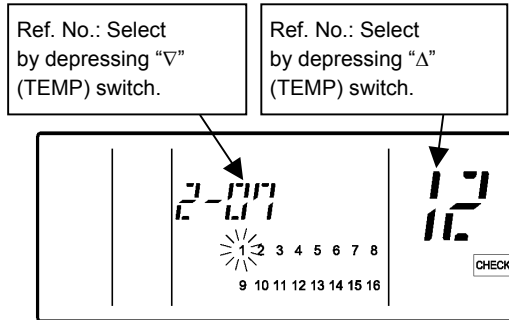 Ref. No.: Select
by depressing “∇”
(TEMP) switch.
Ref. No.: Select
by depressing “Δ”
(TEMP) switch.
2-07
12
1 2 3 4 5 6 7 8
CHECK
9 10 11 12 13 14 15 16